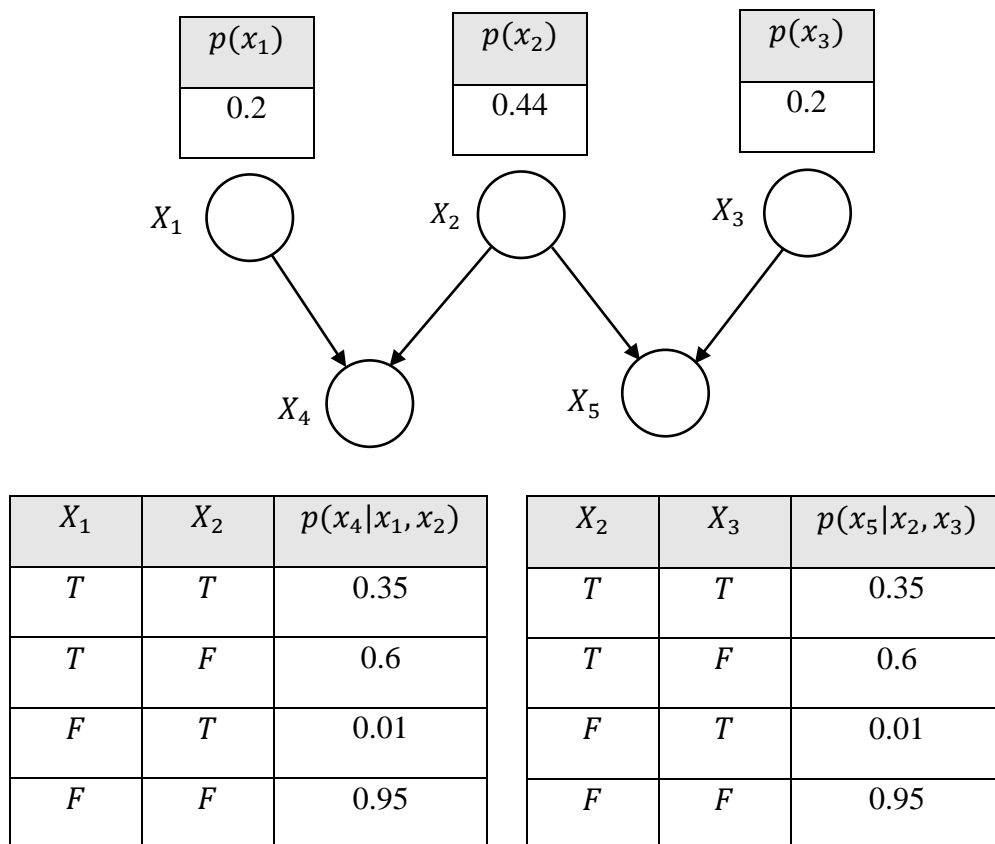 p(x₁) p(x₂) p(x₃)
0.2 0.44 0.2
X₁ X₂ X₃
X₄ X₅
X₁ X₂ p(x₄|x₁, x₂)
T T 0.35
T F 0.6
F T 0.01
F F 0.95
X₂ X₃ p(x₅|x₂, x₃)
T T 0.35
T F 0.6
F T 0.01
F F 0.95